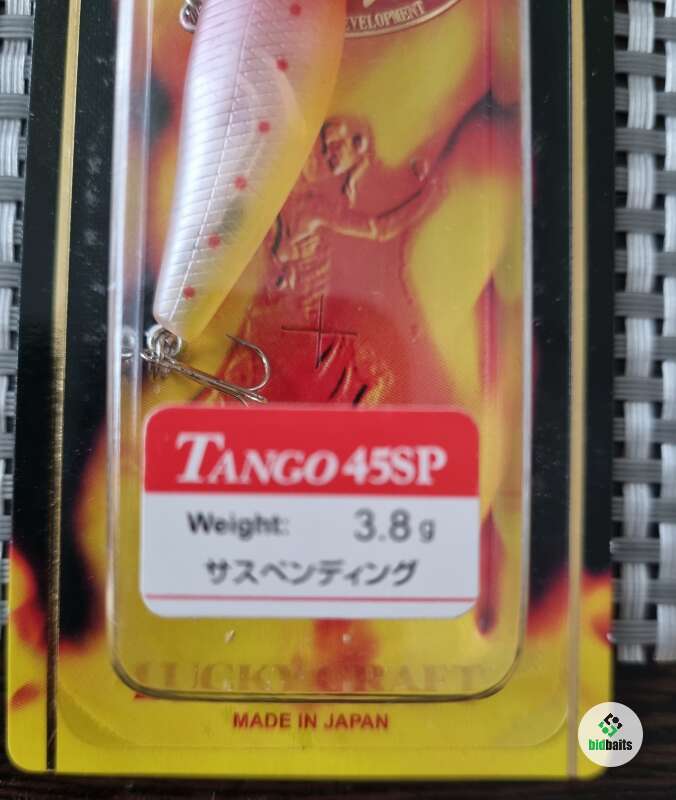 DEVELOPMENT
TANGO 45SP
Weight: 3.8 g
サスペンディング
LUCKY CRAFT
MADE IN JAPAN
bidbaits